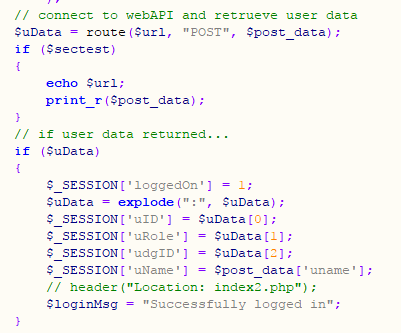 );
// connect to webAPI and retrueve user data
$uData = route($url, "POST", $post_data);
if ($sectest)
{
echo $url;
print_r($post_data);
}
// if user data returned...
if ($uData)
{
$_SESSION['loggedOn'] = 1;
$uData = explode(":", $uData);
$_SESSION['uID'] = $uData[0];
$_SESSION['uRole'] = $uData[1];
$_SESSION['udgID'] = $uData[2];
$_SESSION['uName'] = $post_data['uname'];
// header("Location: index2.php");
$loginMsg = "Successfully logged in";
}